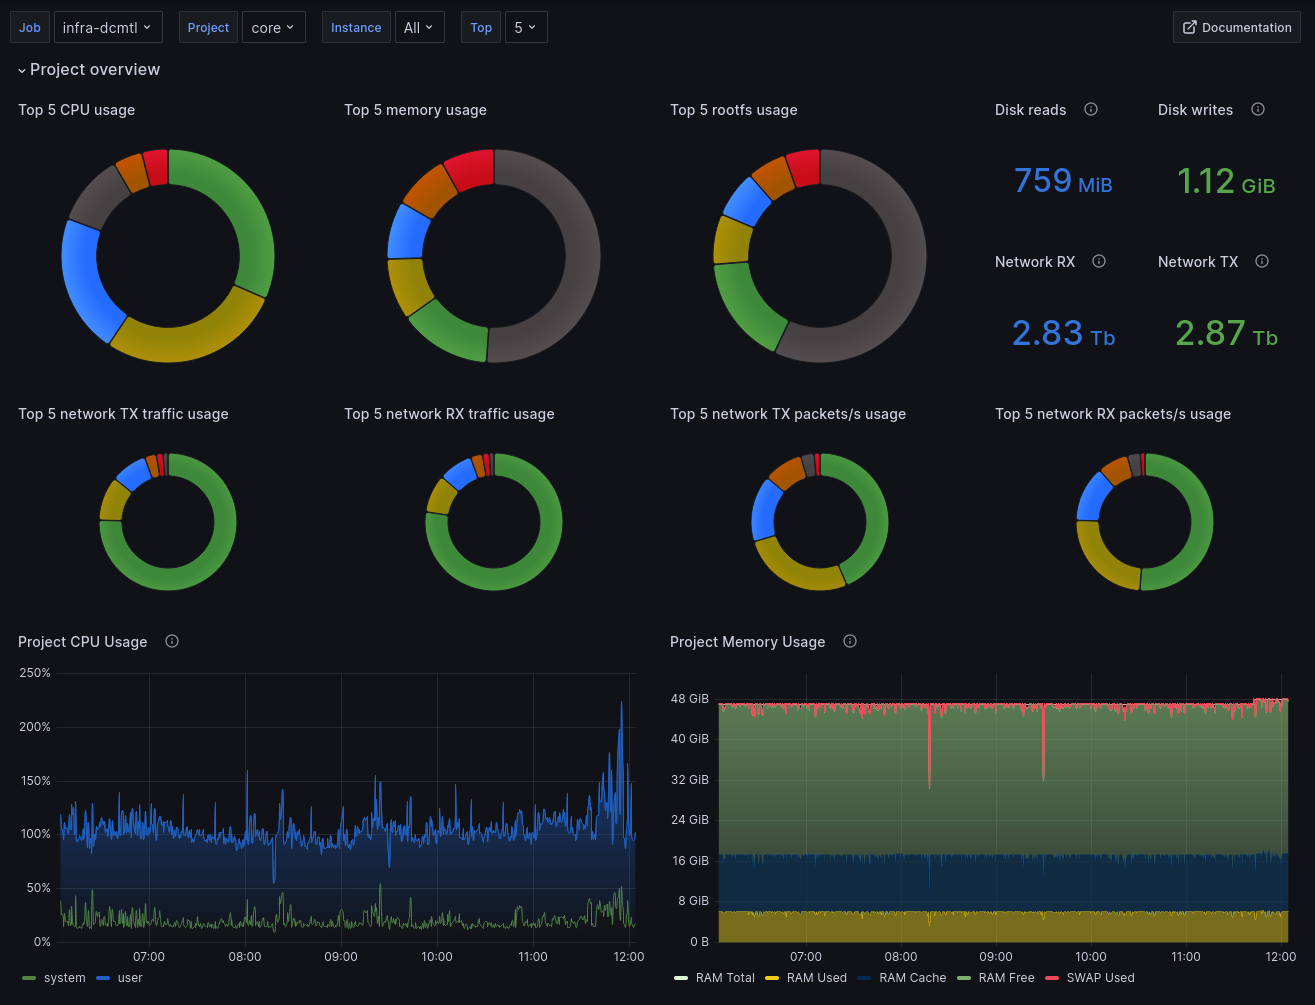 Job infra-dcmtl Project core Instance All Top 5 Documentation
Project overview
Top 5 CPU usage Top 5 memory usage Top 5 rootfs usage Disk reads Disk writes
759 MiB 1.12 GiB
Network RX Network TX
2.83 Tb 2.87 Tb
Top 5 network TX traffic usage Top 5 network RX traffic usage Top 5 network TX packets/s usage Top 5 network RX packets/s usage
Project CPU Usage Project Memory Usage
250%
200%
150%
100%
50%
0%
07:00 08:00 09:00 10:00 11:00 12:00
system user
48 GiB
40 GiB
32 GiB
24 GiB
16 GiB
8 GiB
0 B
07:00 08:00 09:00 10:00 11:00 12:00
RAM Total RAM Used RAM Cache RAM Free SWAP Used